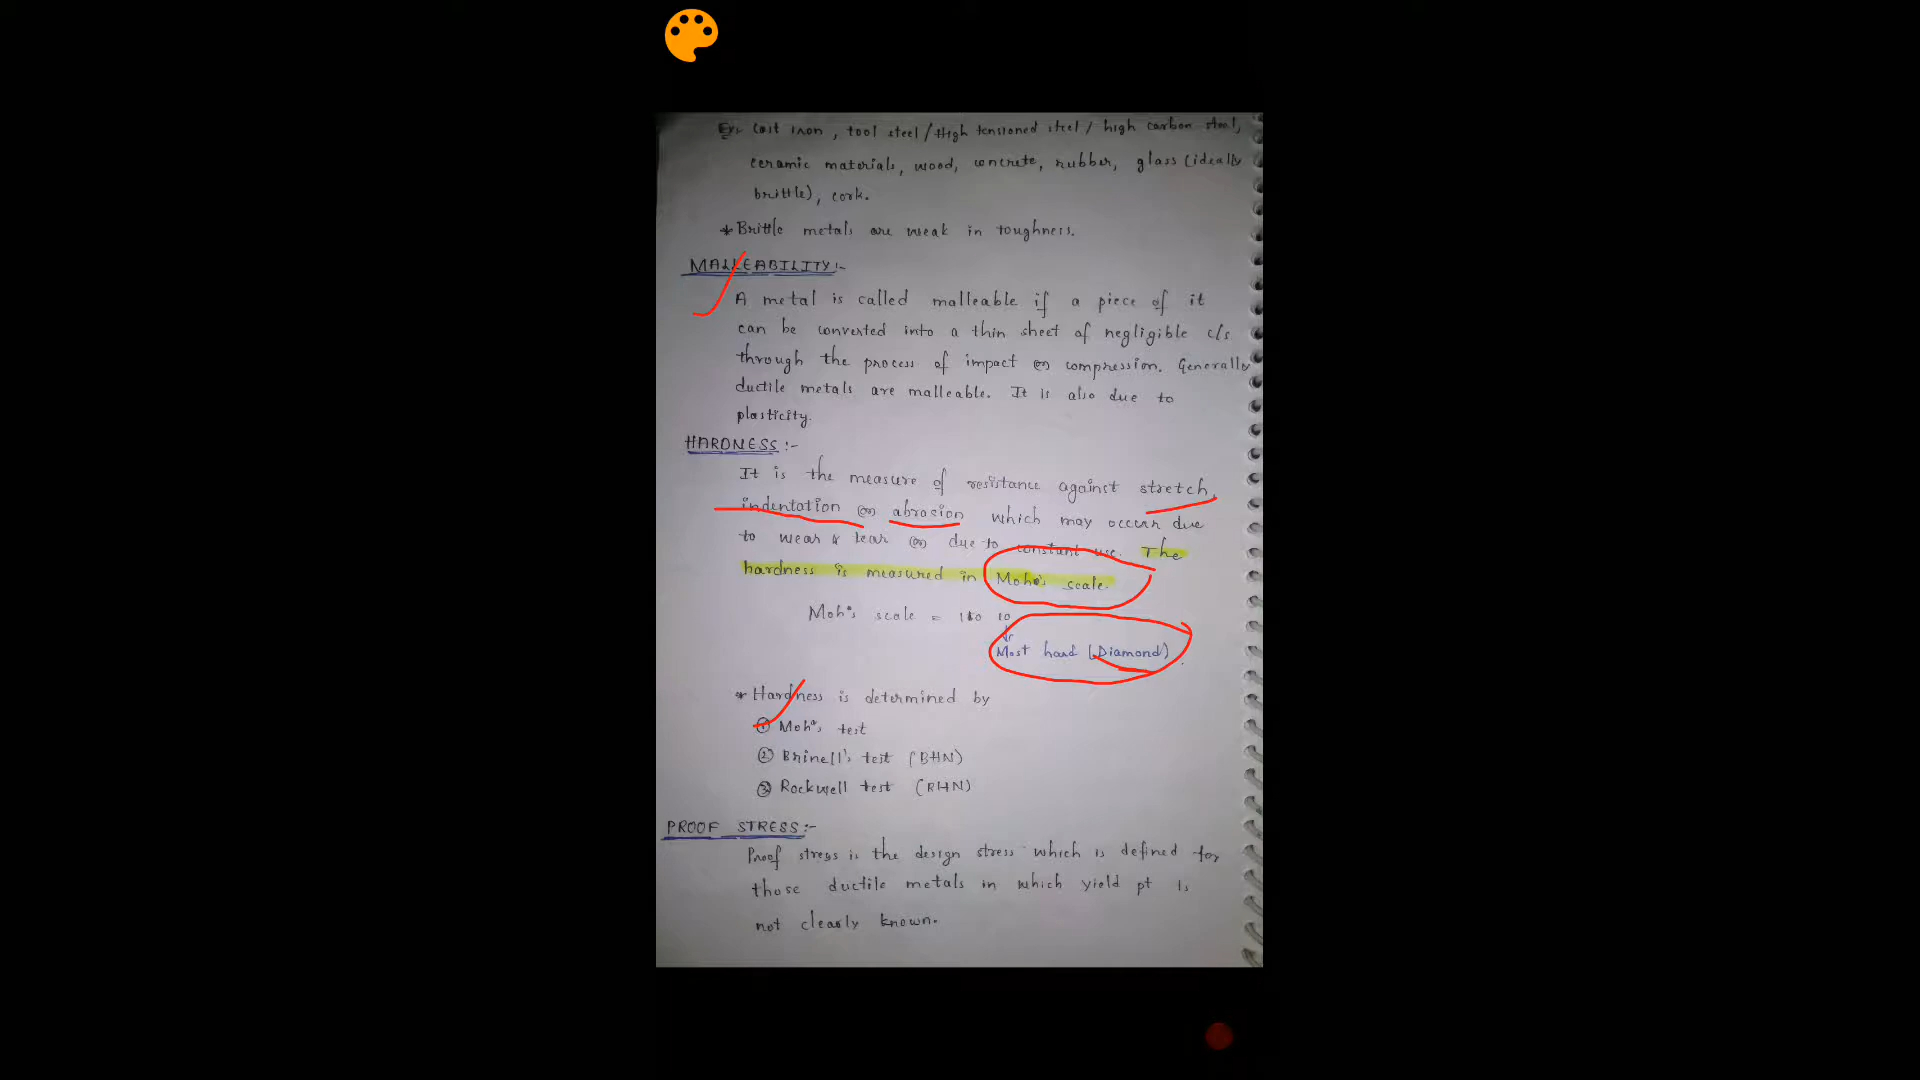 Ex:- Cast iron, tool steel/High tensioned steel/ high carbon steel,
ceramic materials, wood, concrete, rubber, glass (ideally
brittle), cork.
* Brittle metals are weak in toughness.
MALLEABILITY:-
A metal is called malleable if a piece of it
can be converted into a thin sheet of negligible c/s
through the process of impact (or) compression. Generally
ductile metals are malleable. It is also due to
plasticity.
HARDNESS:-
It is the measure of resistance against stretch,
indentation (or) abrasion which may occur due
to wear & tear (or) due to constant use. The
hardness is measured in Moho's scale.
Moh's scale = 1 to 10
Most hard (Diamond).
* Hardness is determined by
① Moh's test
② Brinell's test (BHN)
③ Rockwell test (RHN)
PROOF STRESS:-
Proof stress is the design stress which is defined for
those ductile metals in which yield pt is
not clearly known.